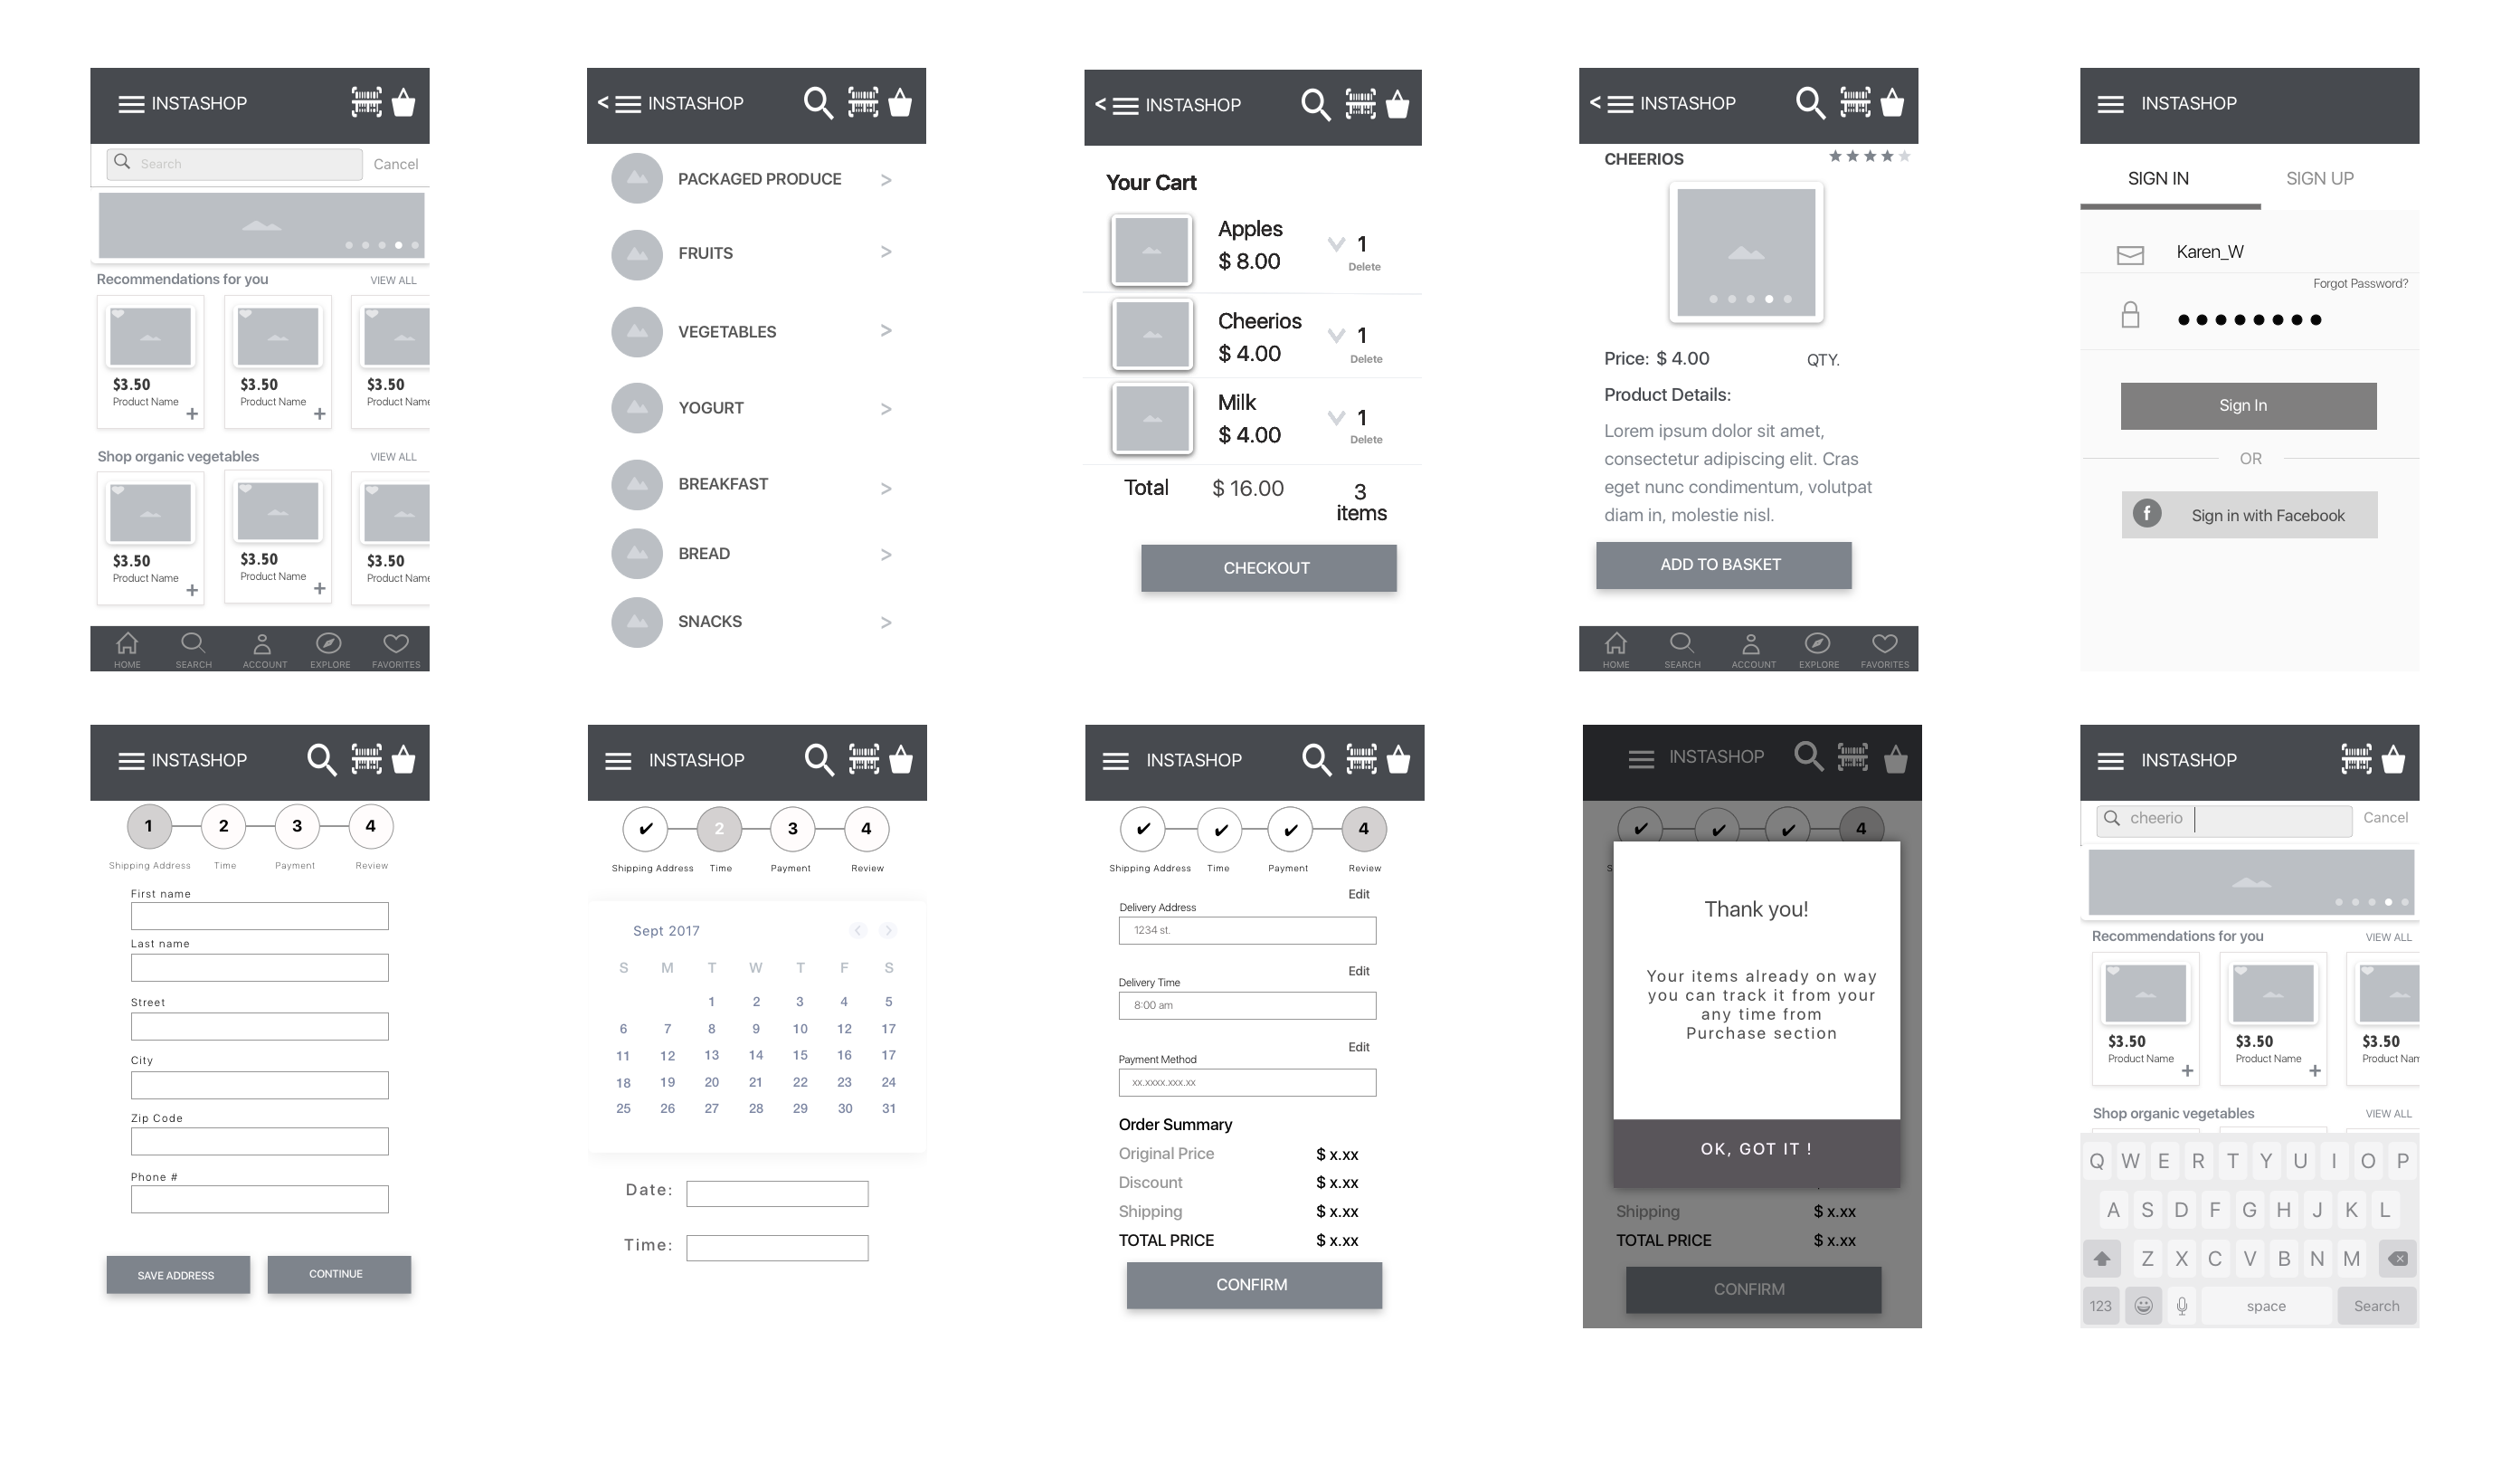 INSTASHOP
Search
Cancel
Recommendations for you VIEW ALL
$3.50 $3.50 $3.50
Product Name Product Name Product Name
+ +
Shop organic vegetables VIEW ALL
$3.50 $3.50 $3.50
Product Name Product Name Product Name
+ +
HOME SEARCH ACCOUNT EXPLORE FAVORITES
< INSTASHOP
PACKAGED PRODUCE >
FRUITS >
VEGETABLES >
YOGURT >
BREAKFAST >
BREAD >
SNACKS >
< INSTASHOP
Your Cart
Apples
$ 8.00
1
Delete
Cheerios
$ 4.00
1
Delete
Milk
$ 4.00
1
Delete
Total $ 16.00 3
items
CHECKOUT
< INSTASHOP
CHEERIOS
Price: $ 4.00 QTY.
Product Details:
Lorem ipsum dolor sit amet,
consectetur adipiscing elit. Cras
eget nunc condimentum, volutpat
diam in, molestie nisl.
ADD TO BASKET
HOME SEARCH ACCOUNT EXPLORE FAVORITES
INSTASHOP
SIGN IN SIGN UP
Karen_W
Forgot Password?
Sign In
OR
f Sign in with Facebook
INSTASHOP
1 2 3 4
Shipping Address Time Payment Review
First name
Last name
Street
City
Zip Code
Phone #
SAVE ADDRESS CONTINUE
INSTASHOP
✔ 2 3 4
Shipping Address Time Payment Review
Sept 2017 < >
S M T W T F S
1 2 3 4 5
6 7 8 9 10 12 17
11 12 13 14 15 16 17
18 19 20 21 22 23 24
25 26 27 28 29 30 31
Date:
Time:
INSTASHOP
✔ ✔ ✔ 4
Shipping Address Time Payment Review
Edit
Delivery Address
1234 st.
Edit
Delivery Time
8:00 am
Edit
Payment Method
xx.xxxx.xxx.xx
Order Summary
Original Price $ x.xx
Discount $ x.xx
Shipping $ x.xx
TOTAL PRICE $ x.xx
CONFIRM
INSTASHOP
✔ ✔ ✔ 4
Thank you!
Your items already on way
you can track it from your
any time from
Purchase section
OK, GOT IT !
Shipping $ x.xx
TOTAL PRICE $ x.xx
CONFIRM
INSTASHOP
cheerio
Cancel
Recommendations for you VIEW ALL
$3.50 $3.50 $3.50
Product Name Product Name Product Nam
+ +
Shop organic vegetables VIEW ALL
Q W E R T Y U I O P
A S D F G H J K L
Z X C V B N M
123 space Search